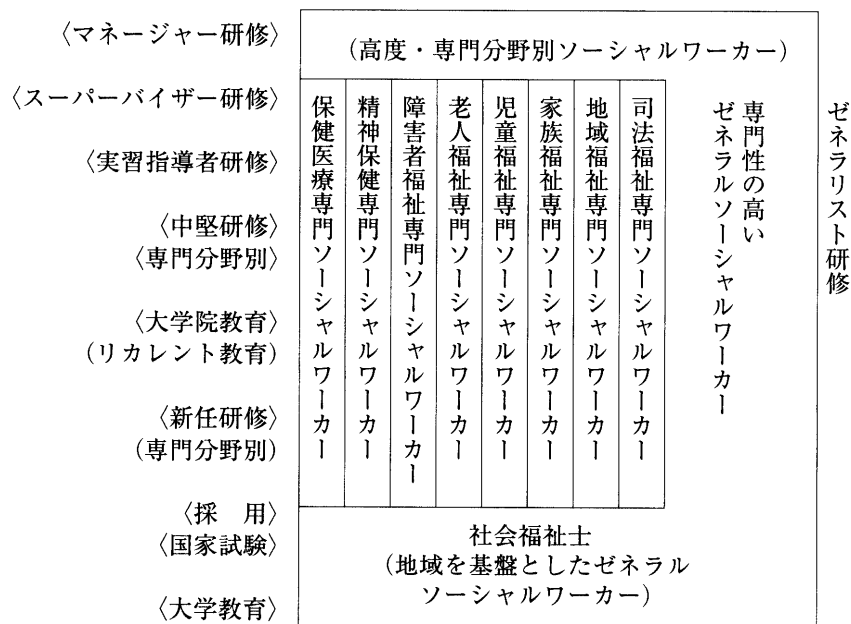 〈マネージャー研修〉
〈スーパーバイザー研修〉
〈実習指導者研修〉
〈中堅研修〉
〈専門分野別〉
〈大学院教育〉
(リカレント教育)
〈新任研修〉
(専門分野別)
〈採　用〉
〈国家試験〉
〈大学教育〉
(高度・専門分野別ソーシャルワーカー)
保健医療専門ソーシャルワーカー
精神保健専門ソーシャルワーカー
障害者福祉専門ソーシャルワーカー
老人福祉専門ソーシャルワーカー
児童福祉専門ソーシャルワーカー
家族福祉専門ソーシャルワーカー
地域福祉専門ソーシャルワーカー
司法福祉専門ソーシャルワーカー
専門性の高い
ゼネラルソーシャルワーカー
ゼネラリスト研修
社会福祉士
(地域を基盤としたゼネラル
ソーシャルワーカー)